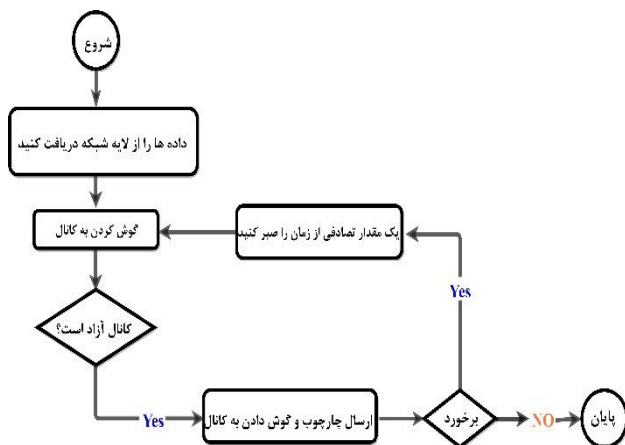 شروع
داده ها را از لایه شبکه دریافت کنید
گوش کردن به کانال
یک مقدار تصادفی از زمان را صبر کنید
Yes
کانال آزاد است؟
Yes
ارسال چارچوب و گوش دادن به کانال
برخورد
NO
پایان